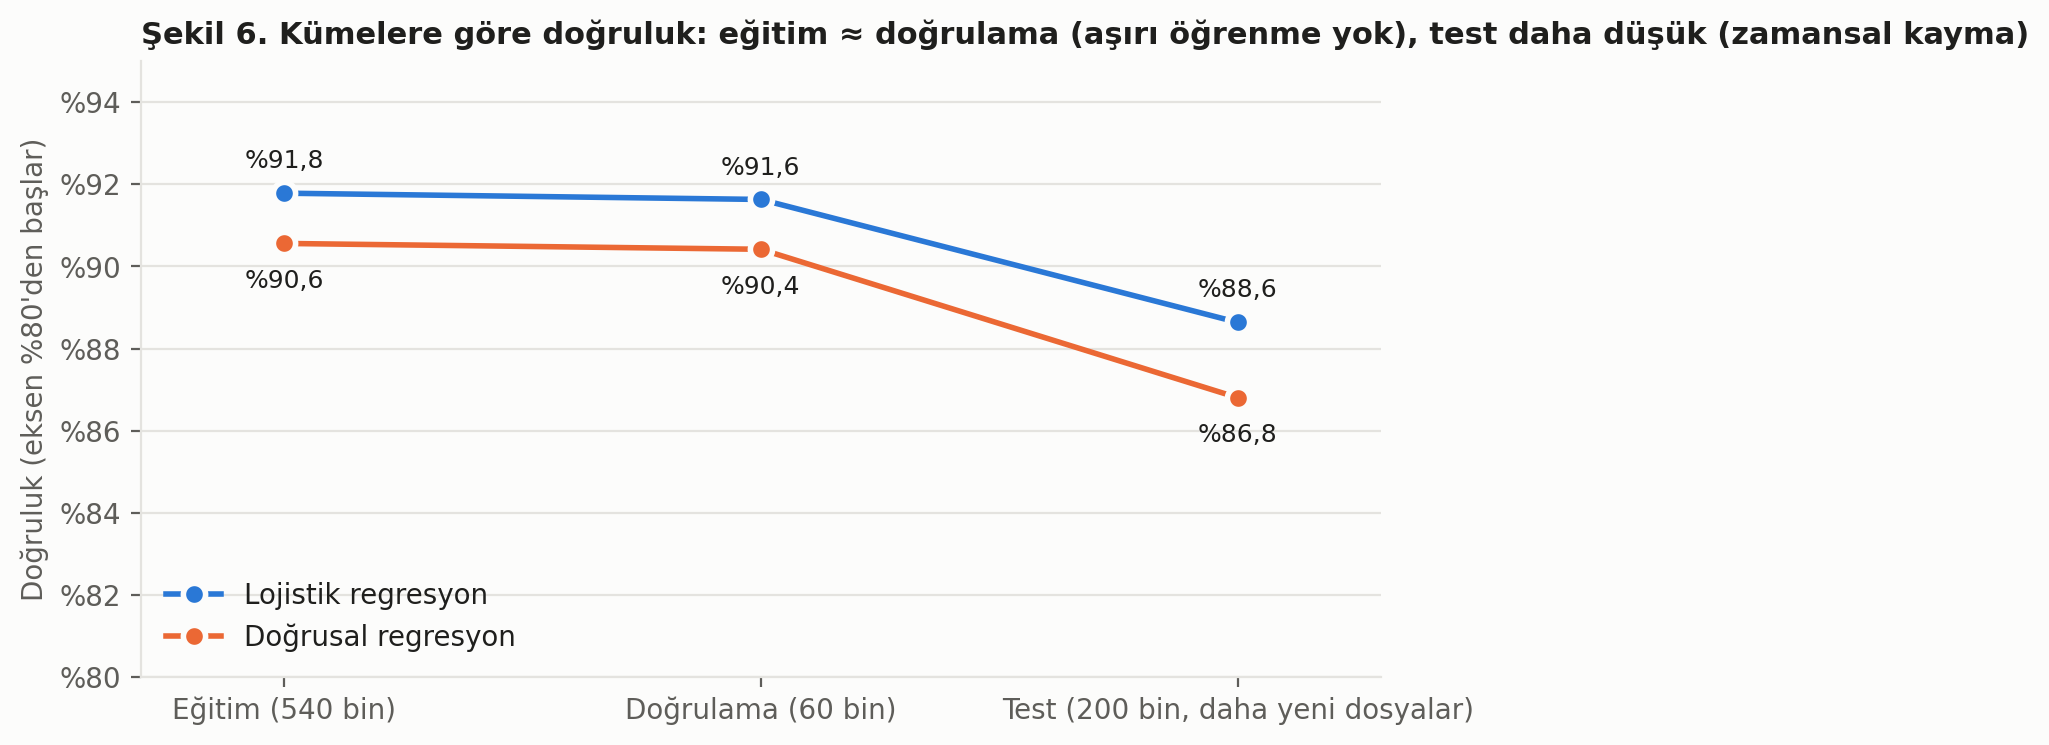 Şekil 6. Kümelere göre doğruluk: eğitim ≈ doğrulama (aşırı öğrenme yok), test daha düşük (zamansal kayma)
Doğruluk (eksen %80'den başlar)
%94
%92
%90
%88
%86
%84
%82
%80
%91,8
%91,6
%90,6
%90,4
%88,6
%86,8
Lojistik regresyon
Doğrusal regresyon
Eğitim (540 bin)
Doğrulama (60 bin)
Test (200 bin, daha yeni dosyalar)